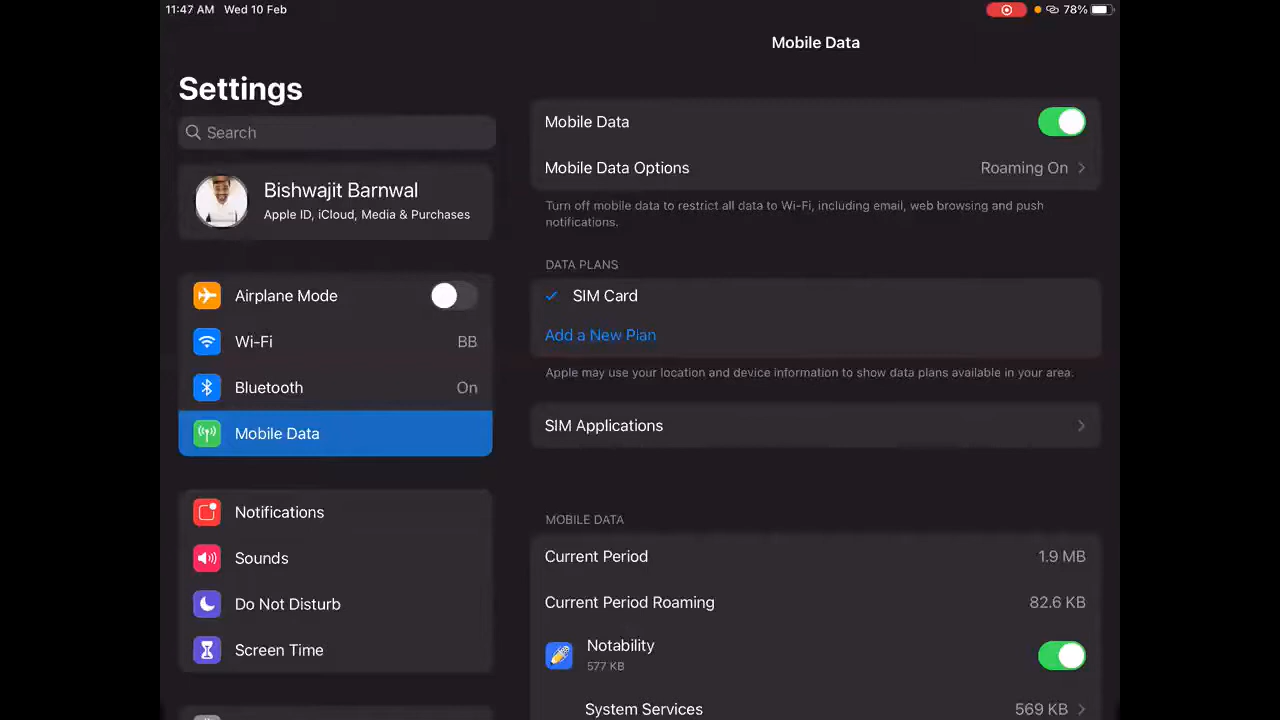 11:47 AM Wed 10 Feb
78%
Mobile Data
Settings
Search
Bishwajit Barnwal
Apple ID, iCloud, Media & Purchases
Airplane Mode
Wi-Fi BB
Bluetooth On
Mobile Data
Notifications
Sounds
Do Not Disturb
Screen Time
Mobile Data
Mobile Data Options Roaming On
Turn off mobile data to restrict all data to Wi-Fi, including email, web browsing and push
notifications.
DATA PLANS
SIM Card
Add a New Plan
Apple may use your location and device information to show data plans available in your area.
SIM Applications
MOBILE DATA
Current Period 1.9 MB
Current Period Roaming 82.6 KB
Notability
577 KB
System Services 569 KB